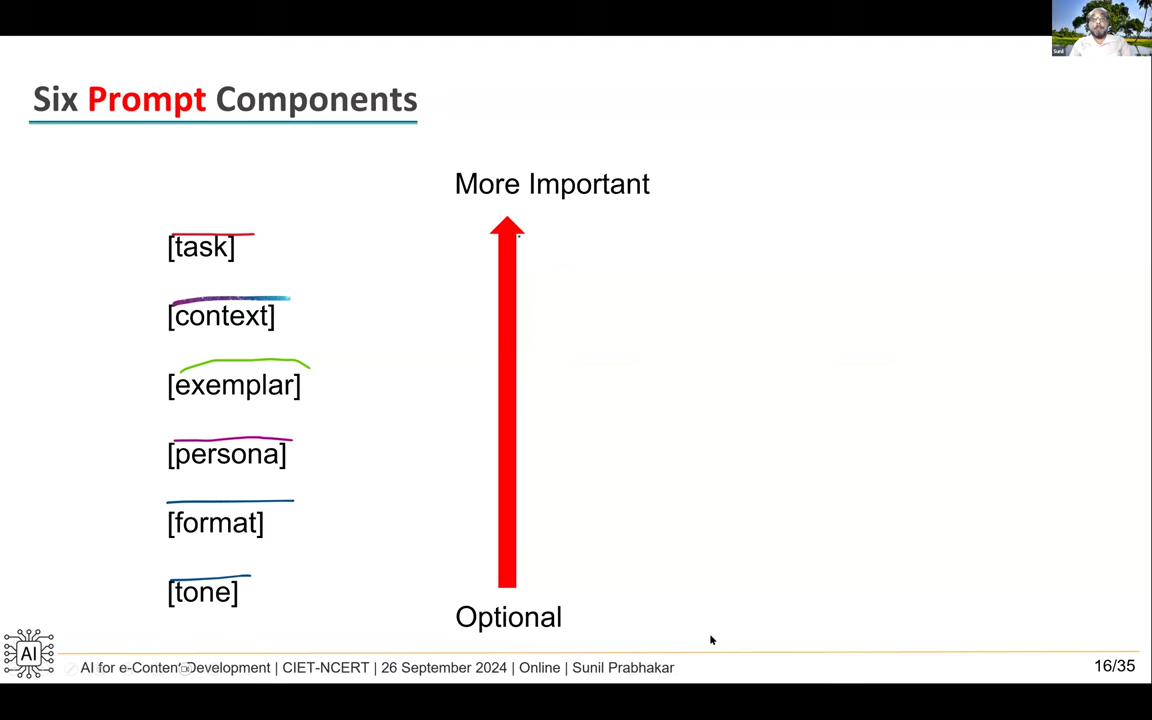 Sunil
Six Prompt Components
More Important
[task]
[context]
[exemplar]
[persona]
[format]
[tone]
Optional
AI
AI for e-Content Development | CIET-NCERT | 26 September 2024 | Online | Sunil Prabhakar
16/35